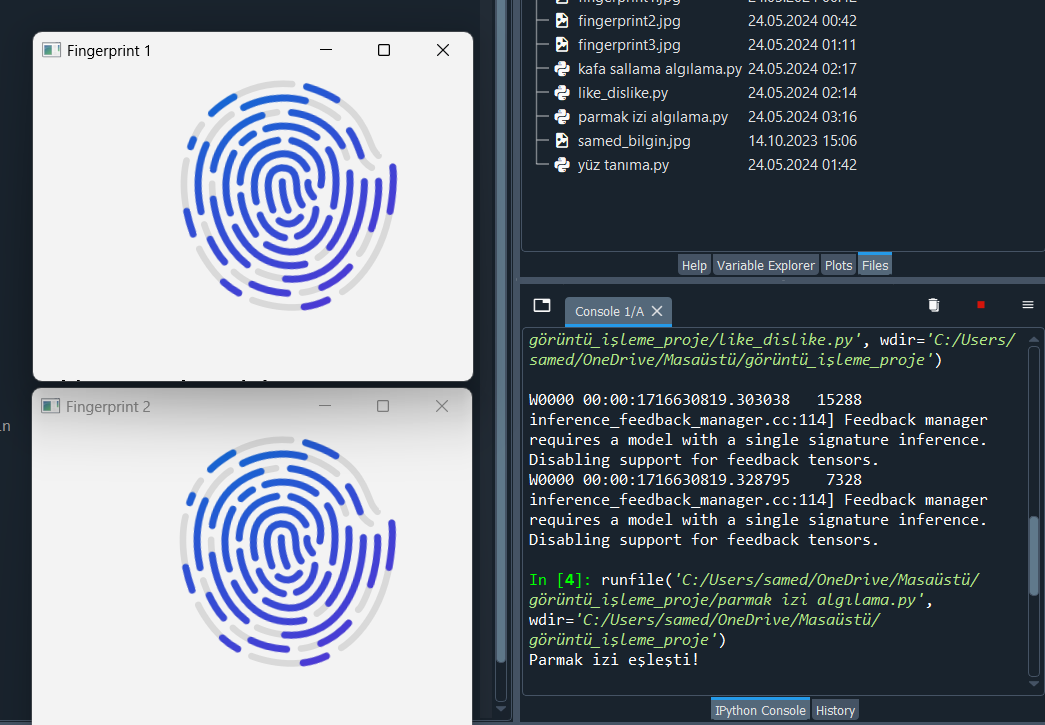 Fingerprint 1
Fingerprint 2
fingerprint2.jpg 24.05.2024 00:42
fingerprint3.jpg 24.05.2024 01:11
kafa sallama algılama.py 24.05.2024 02:17
like_dislike.py 24.05.2024 02:14
parmak izi algılama.py 24.05.2024 03:16
samed_bilgin.jpg 14.10.2023 15:06
yüz tanıma.py 24.05.2024 01:42
Help Variable Explorer Plots Files
Console 1/A
görüntü_işleme_proje/like_dislike.py', wdir='C:/Users/
samed/OneDrive/Masaüstü/görüntü_işleme_proje')
W0000 00:00:1716630819.303038 15288
inference_feedback_manager.cc:114] Feedback manager
requires a model with a single signature inference.
Disabling support for feedback tensors.
W0000 00:00:1716630819.328795 7328
inference_feedback_manager.cc:114] Feedback manager
requires a model with a single signature inference.
Disabling support for feedback tensors.
In [4]: runfile('C:/Users/samed/OneDrive/Masaüstü/
görüntü_işleme_proje/parmak izi algılama.py',
wdir='C:/Users/samed/OneDrive/Masaüstü/
görüntü_işleme_proje')
Parmak izi eşleşti!
IPython Console History